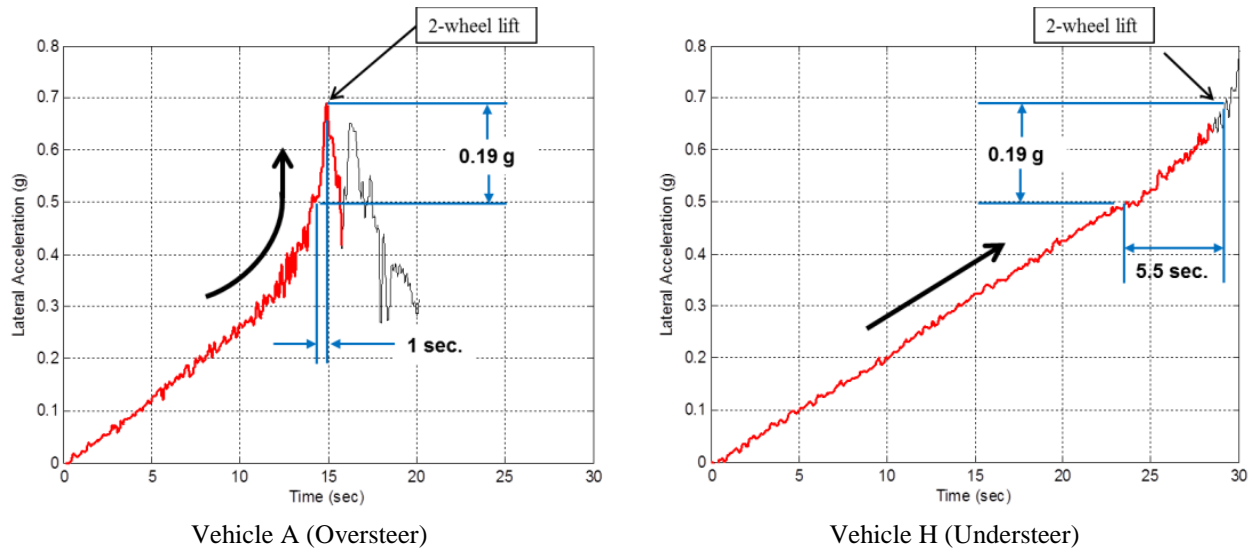 2-wheel lift
0.8
0.7
0.6
0.5
0.4
0.3
0.2
0.1
0
Lateral Acceleration (g)
0.19 g
1 sec.
0 5 10 15 20 25 30
Time (sec)
Vehicle A (Oversteer)
2-wheel lift
0.8
0.7
0.6
0.5
0.4
0.3
0.2
0.1
0
Lateral Acceleration (g)
0.19 g
5.5 sec.
0 5 10 15 20 25 30
Time (sec)
Vehicle H (Understeer)